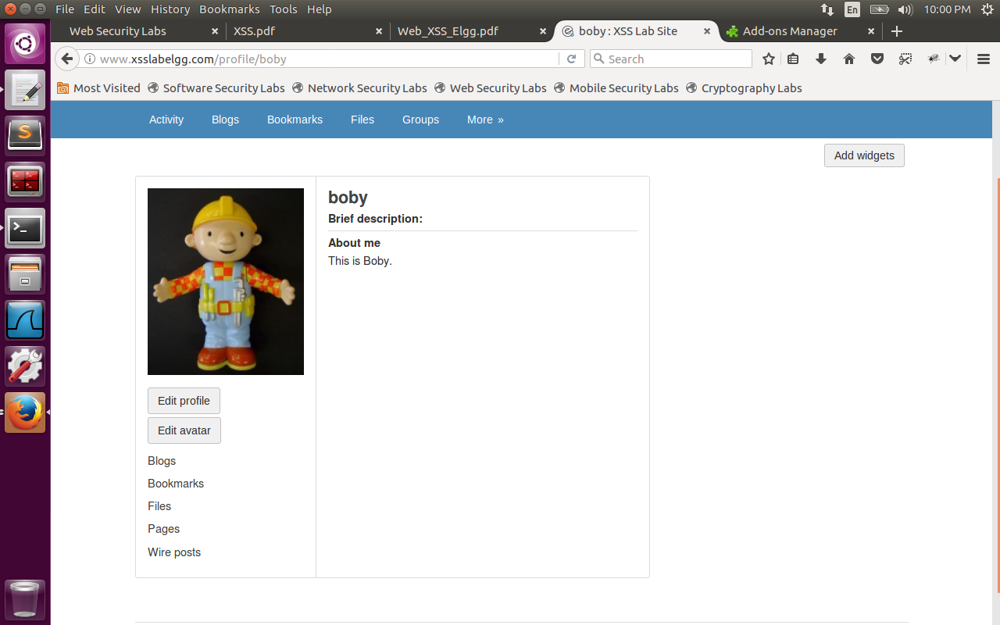 File Edit View History Bookmarks Tools Help En 10:00 PM
Web Security Labs XSS.pdf Web_XSS_Elgg.pdf boby : XSS Lab Site Add-ons Manager
www.xsslabelgg.com/profile/boby Search
Most Visited Software Security Labs Network Security Labs Web Security Labs Mobile Security Labs Cryptography Labs
Activity Blogs Bookmarks Files Groups More »
Add widgets
boby
Brief description:
About me
This is Boby.
Edit profile
Edit avatar
Blogs
Bookmarks
Files
Pages
Wire posts